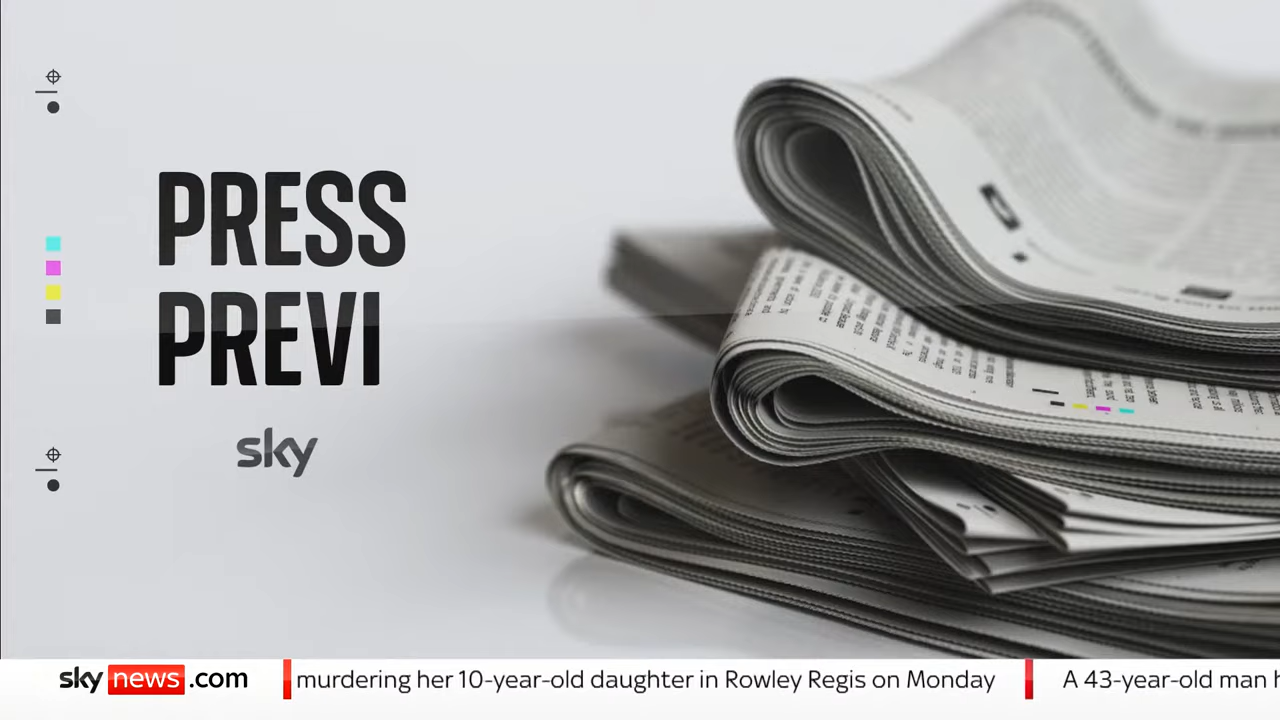 PRESS
PREVI
sky
sky news .com
murdering her 10-year-old daughter in Rowley Regis on Monday
A 43-year-old man h